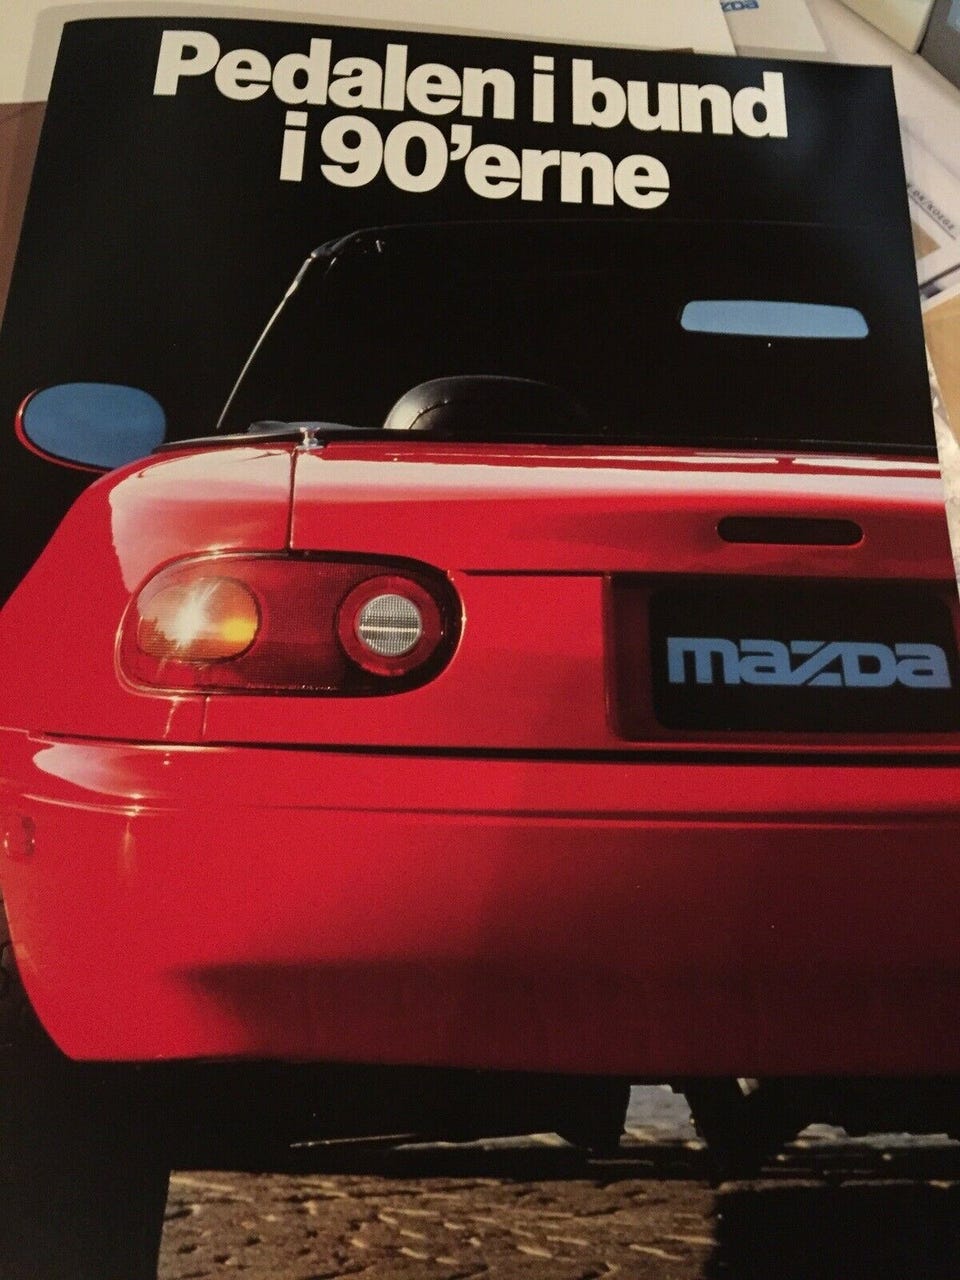 Pedalen i bund
i 90'erne
mazda